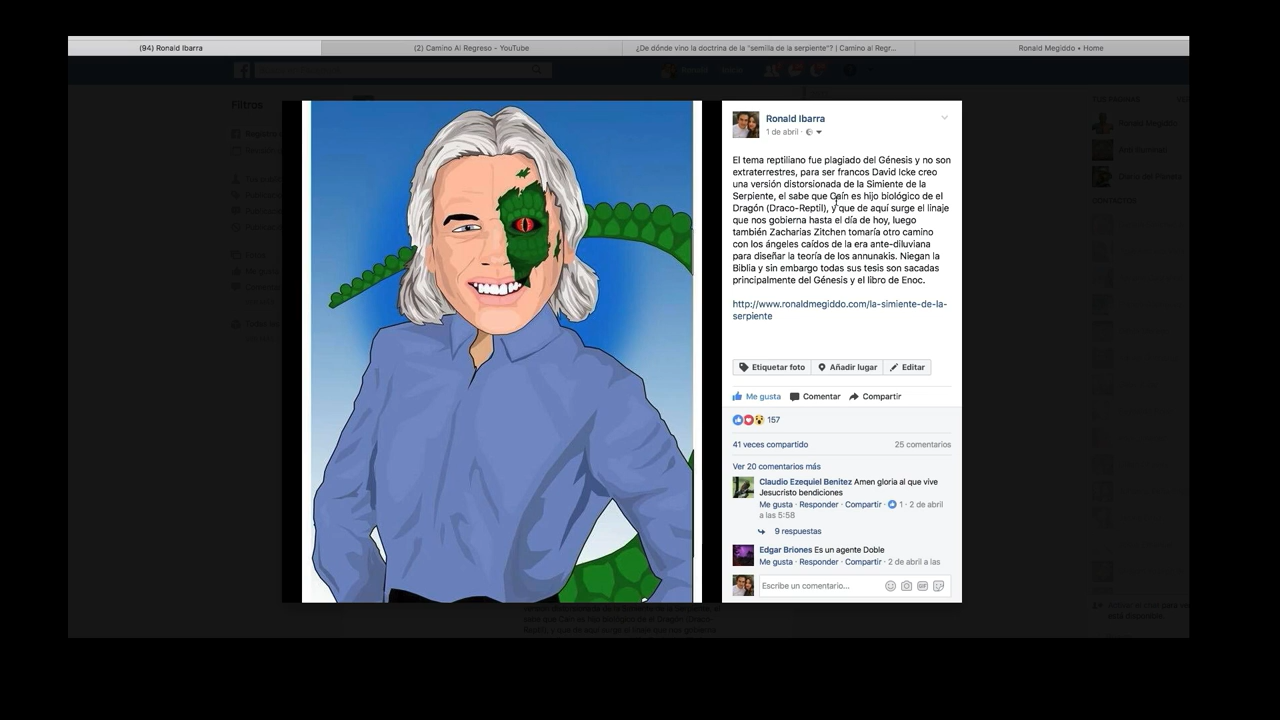 (94) Ronald Ibarra
(2) Camino Al Regreso - YouTube
¿De dónde vino la doctrina de la "semilla de la serpiente"? | Camino al Regr...
Ronald Megiddo • Home
Filtros
Ronald Ibarra
1 de abril ·
El tema reptiliano fue plagiado del Génesis y no son
extraterrestres, para ser francos David Icke creo
una versión distorsionada de la Simiente de la
Serpiente, el sabe que Caín es hijo biológico de el
Dragón (Draco-Reptil), y que de aquí surge el linaje
que nos gobierna hasta el día de hoy, luego
también Zacharias Zitchen tomaría otro camino
con los ángeles caídos de la era ante-diluviana
para diseñar la teoría de los annunakis. Niegan la
Biblia y sin embargo todas sus tesis son sacadas
principalmente del Génesis y el libro de Enoc.
http://www.ronaldmegiddo.com/la-simiente-de-la-
serpiente
Etiquetar foto Añadir lugar Editar
Me gusta Comentar Compartir
157
41 veces compartido 25 comentarios
Ver 20 comentarios más
Claudio Ezequiel Benitez Amen gloria al que vive
Jesucristo bendiciones
Me gusta · Responder · Compartir · 1 · 2 de abril
a las 5:58
9 respuestas
Edgar Briones Es un agente Doble
Me gusta · Responder · Compartir · 2 de abril a las
Escribe un comentario...